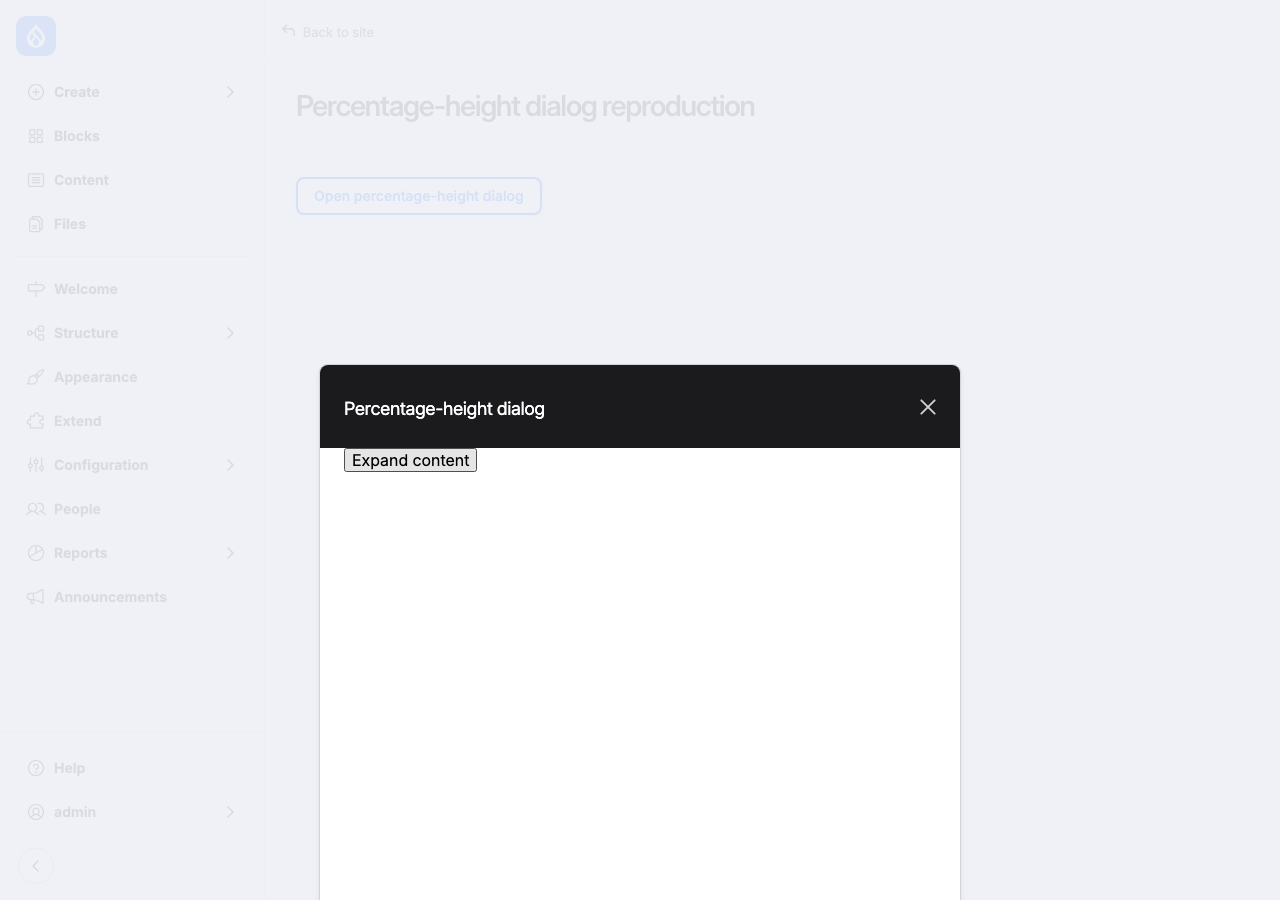 Back to site
Create
Blocks
Content
Files
Welcome
Structure
Appearance
Extend
Configuration
People
Reports
Announcements
Help
admin
Percentage-height dialog reproduction
Open percentage-height dialog
Percentage-height dialog
Expand content